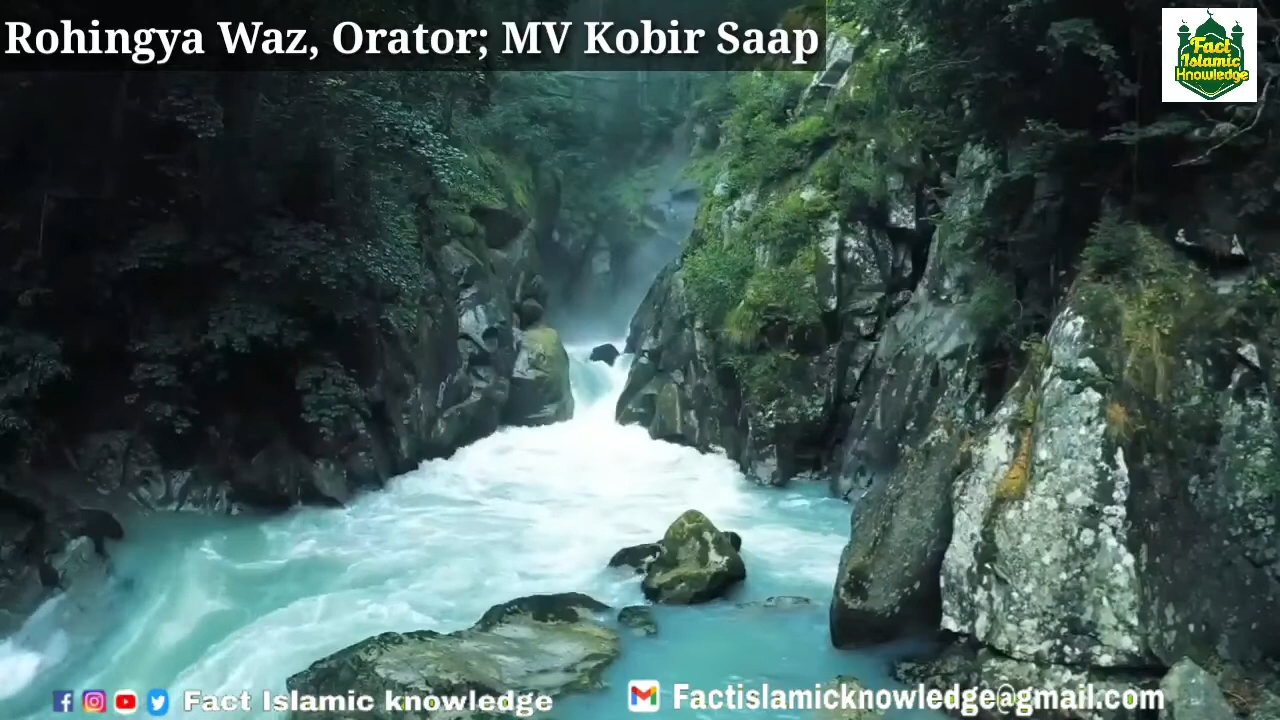 Rohingya Waz, Orator; MV Kobir Saap
Fact
Islamic
Knowledge
Fact Islamic knowledge
Factislamicknowledge@gmail.com